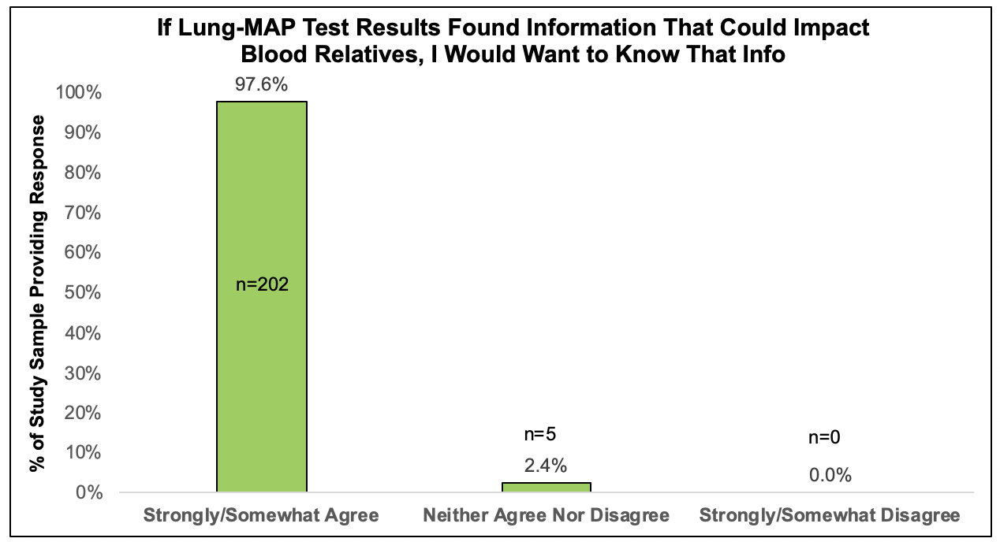 If Lung-MAP Test Results Found Information That Could Impact
Blood Relatives, I Would Want to Know That Info
% of Study Sample Providing Response
100%
90%
80%
70%
60%
50%
40%
30%
20%
10%
0%
97.6%
n=202
n=5
2.4%
n=0
0.0%
Strongly/Somewhat Agree
Neither Agree Nor Disagree
Strongly/Somewhat Disagree